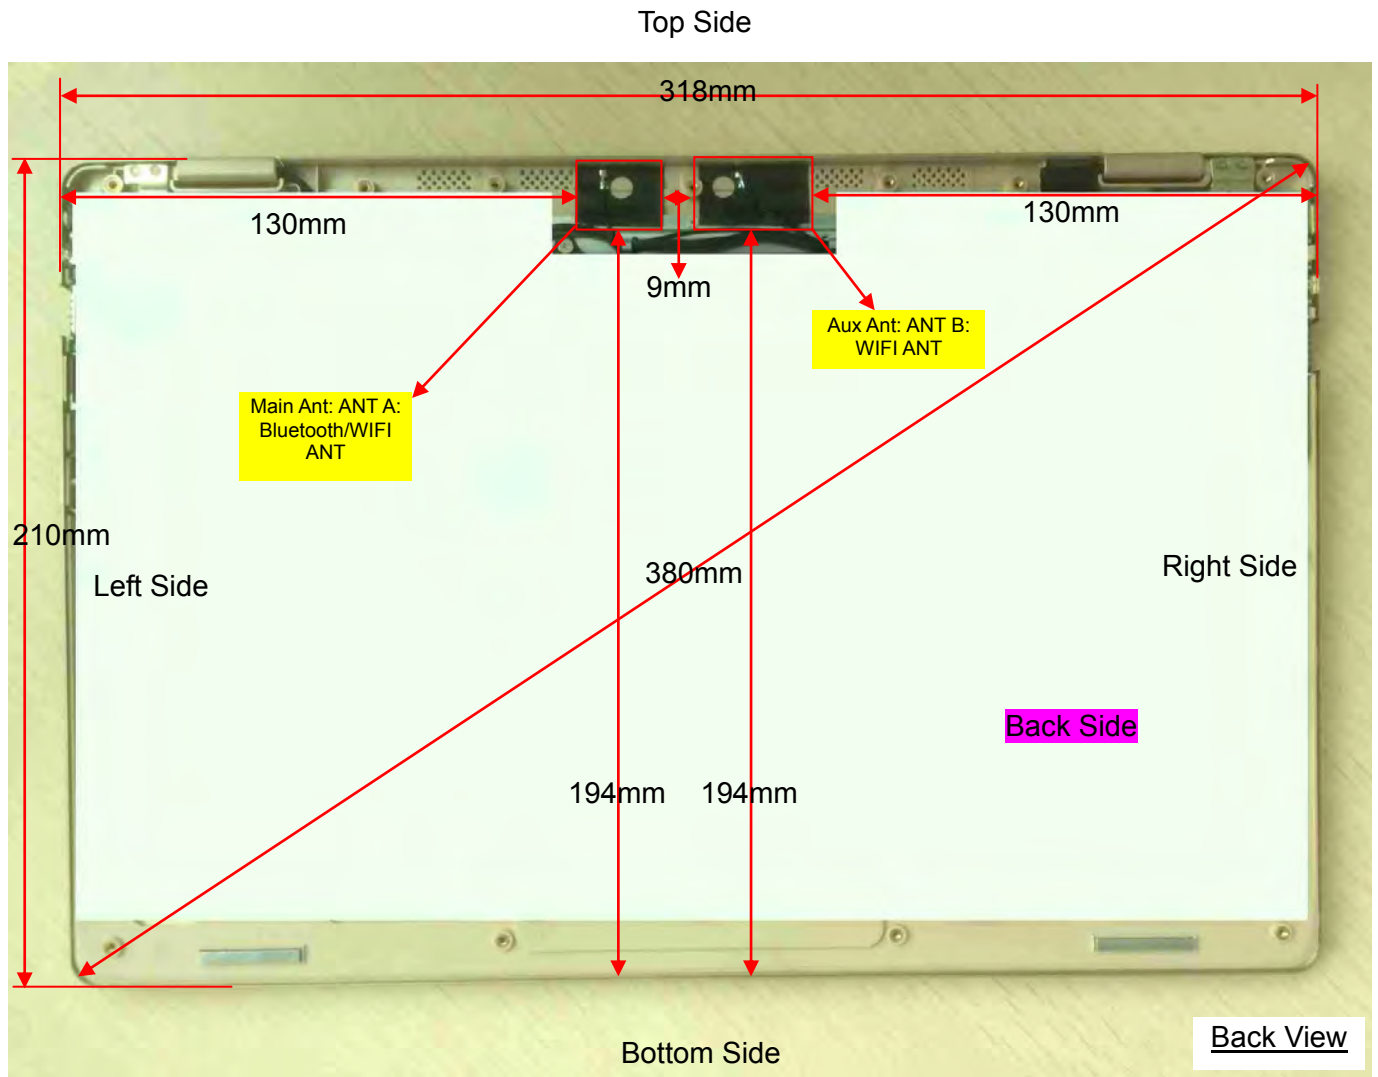 Top Side
318mm
130mm
130mm
9mm
Aux Ant: ANT B:
WIFI ANT
Main Ant: ANT A:
Bluetooth/WIFI
ANT
210mm
Left Side
380mm
Right Side
Back Side
194mm
194mm
Bottom Side
Back View